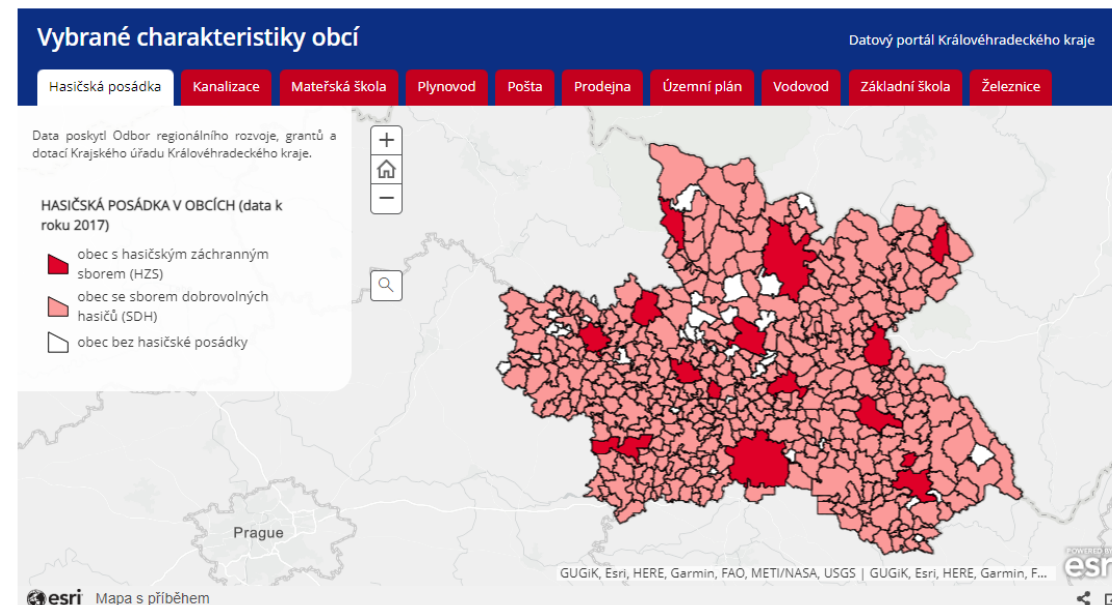 Vybrané charakteristiky obcí
Datový portál Královéhradeckého kraje
Hasičská posádka
Kanalizace
Mateřská škola
Plynovod
Pošta
Prodejna
Územní plán
Vodovod
Základní škola
Železnice
Data poskytl Odbor regionálního rozvoje, grantů a
dotací Krajského úřadu Královéhradeckého kraje.
HASIČSKÁ POSÁDKA V OBCÍCH (data k
roku 2017)
obec s hasičským záchranným
sborem (HZS)
obec se sborem dobrovolných
hasičů (SDH)
obec bez hasičské posádky
Prague
GUGiK, Esri, HERE, Garmin, FAO, METI/NASA, USGS | GUGiK, Esri, HERE, Garmin, F...
POWERED BY
esri
esri Mapa s příběhem